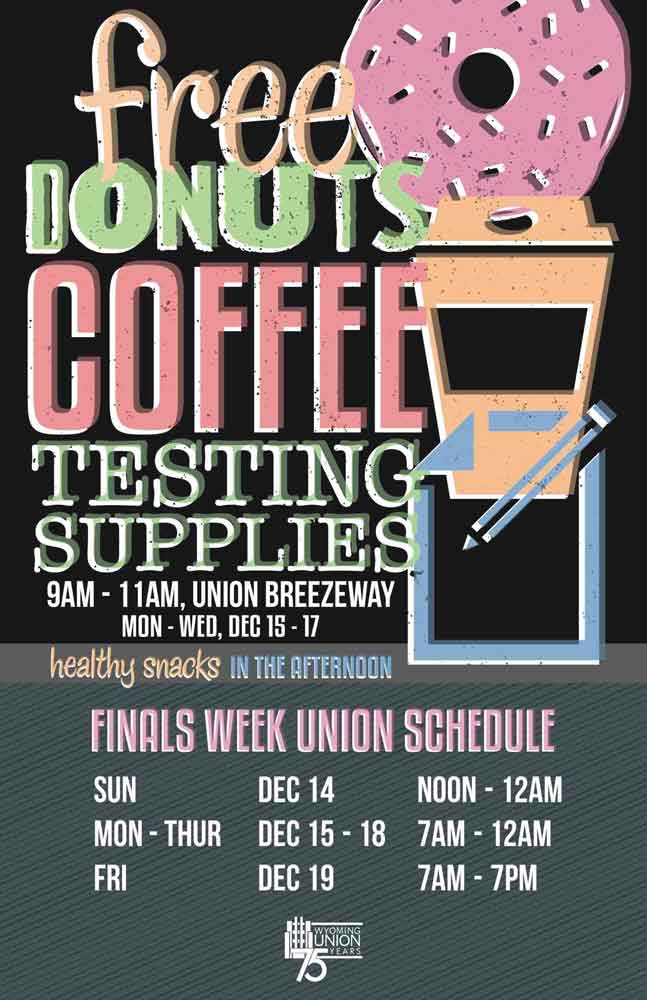 free
DONUTS
COFFEE
TESTING
SUPPLIES
9AM - 11AM, UNION BREEZEWAY
MON - WED, DEC 15 - 17
healthy snacks IN THE AFTERNOON
FINALS WEEK UNION SCHEDULE
SUN DEC 14 NOON - 12AM
MON - THUR DEC 15 - 18 7AM - 12AM
FRI DEC 19 7AM - 7PM
WYOMING
UNION
75 YEARS